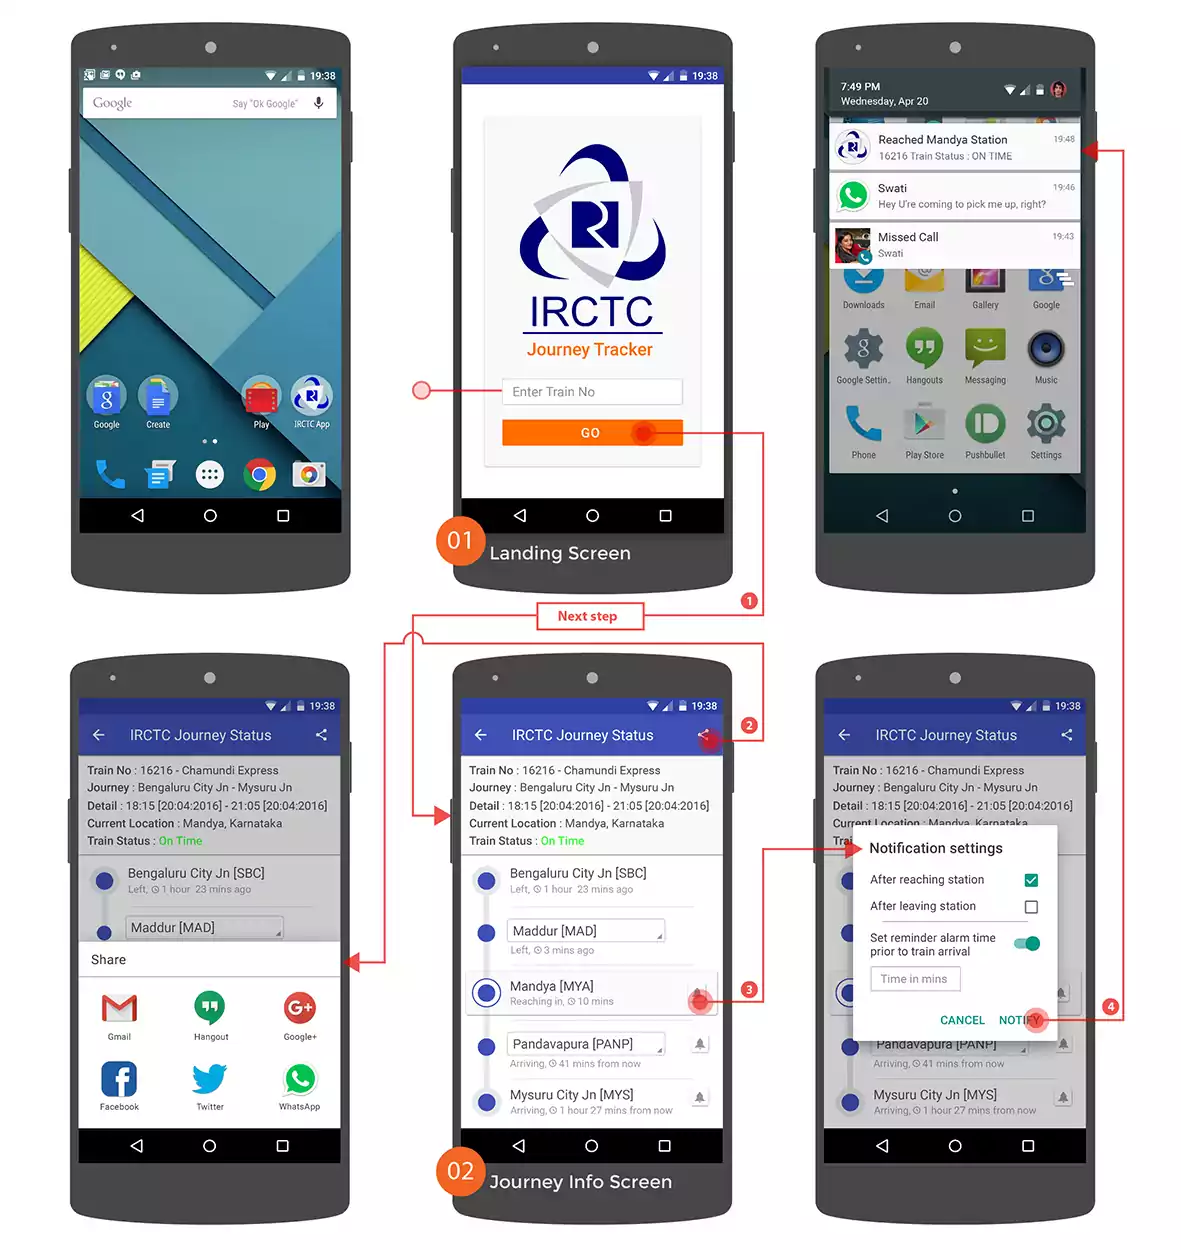 19:38
Google
Say "Ok Google"
Google
Create
Play
IRCTC App
19:38
IRCTC
Journey Tracker
Enter Train No
GO
01
Landing Screen
7:49 PM
Wednesday, Apr 20
Reached Mandya Station
19:48
16216 Train Status : ON TIME
Swati
19:46
Hey U're coming to pick me up, right?
Missed Call
19:43
Swati
Downloads
Email
Gallery
Google
Google Settin..
Hangouts
Messaging
Music
Phone
Play Store
Pushbullet
Settings
1
Next step
19:38
IRCTC Journey Status
Train No : 16216 - Chamundi Express
Journey : Bengaluru City Jn - Mysuru Jn
Detail : 18:15 [20:04:2016] - 21:05 [20:04:2016]
Current Location : Mandya, Karnataka
Train Status : On Time
Bengaluru City Jn [SBC]
Left, 1 hour 23 mins ago
Maddur [MAD]
Share
Gmail
Hangout
G+
Google+
Facebook
Twitter
WhatsApp
19:38
2
IRCTC Journey Status
Train No : 16216 - Chamundi Express
Journey : Bengaluru City Jn - Mysuru Jn
Detail : 18:15 [20:04:2016] - 21:05 [20:04:2016]
Current Location : Mandya, Karnataka
Train Status : On Time
Bengaluru City Jn [SBC]
Left, 1 hour 23 mins ago
Maddur [MAD]
Left, 3 mins ago
Mandya [MYA]
Reaching in, 10 mins
3
Pandavapura [PANP]
Arriving, 41 mins from now
Mysuru City Jn [MYS]
Arriving, 1 hour 27 mins from now
02
Journey Info Screen
19:38
IRCTC Journey Status
Train No : 16216 - Chamundi Express
Journey : Bengaluru City Jn - Mysuru Jn
Detail : 18:15 [20:04:2016] - 21:05 [20:04:2016]
Current Location : Mandya, Karnataka
Trai
Notification settings
After reaching station
After leaving station
Set reminder alarm time
prior to train arrival
Time in mins
CANCEL
NOTIFY
4
Pandavapura [PANP]
Arriving, 41 mins from now
Mysuru City Jn [MYS]
Arriving, 1 hour 27 mins from now